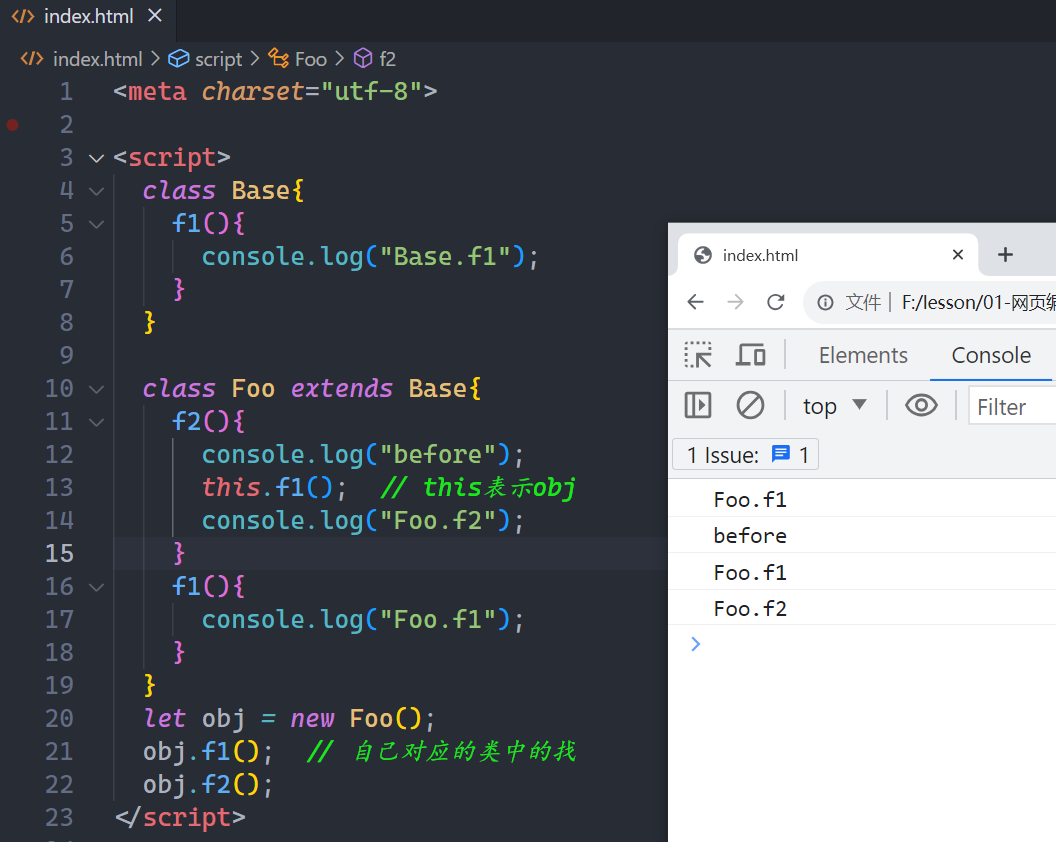 index.html
index.html > script > Foo > f2
1 <meta charset="utf-8">
2
3 <script>
4 class Base{
5 f1(){
6 console.log("Base.f1");
7 }
8 }
9
10 class Foo extends Base{
11 f2(){
12 console.log("before");
13 this.f1(); // this表示obj
14 console.log("Foo.f2");
15 }
16 f1(){
17 console.log("Foo.f1");
18 }
19 }
20 let obj = new Foo();
21 obj.f1(); // 自己对应的类中的找
22 obj.f2();
23 </script>
index.html
文件 | F:/lesson/01-网页编
Elements Console
top Filter
1 Issue: 1
Foo.f1
before
Foo.f1
Foo.f2